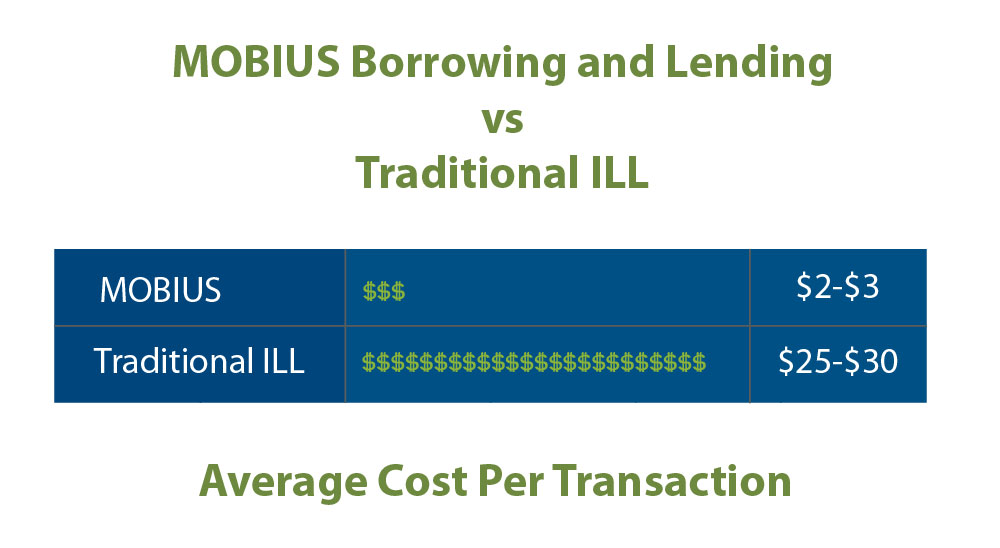 MOBIUS Borrowing and Lending
vs
Traditional ILL
MOBIUS $$$ $2-$3
Traditional ILL $$$$$$$$$$$$$$$$$$$$$$$$ $25-$30
Average Cost Per Transaction